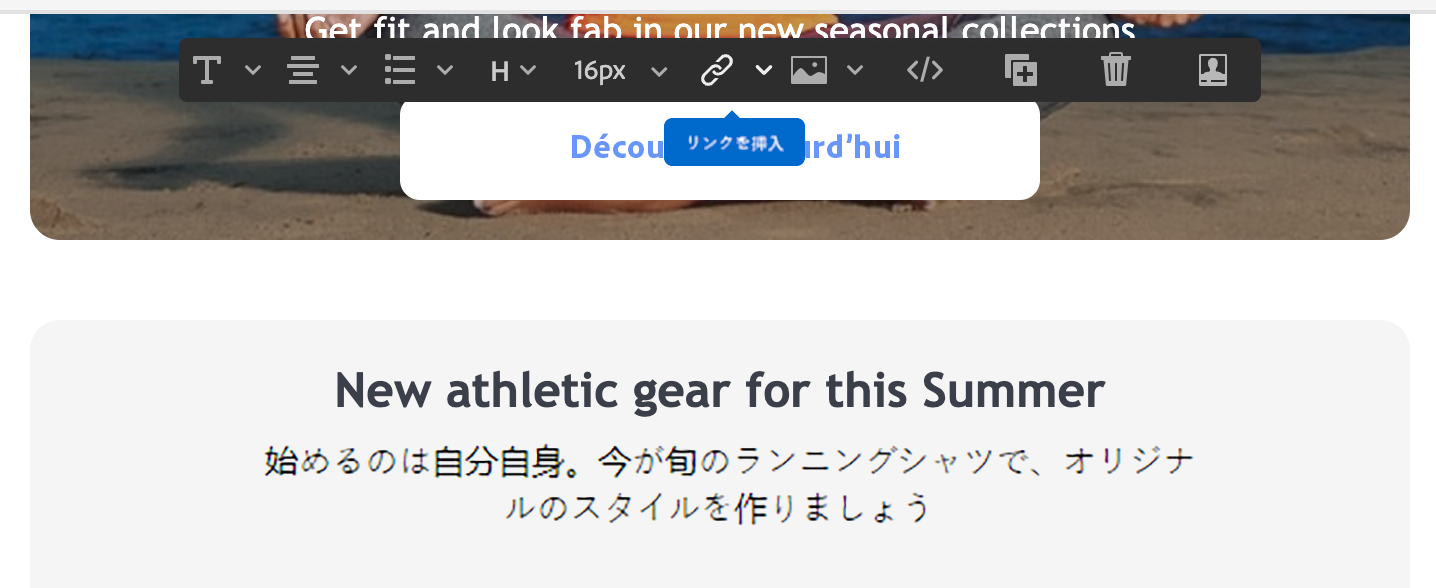 Get fit and look fab in our new seasonal collections
H 16px
Décou urd'hui
リンクを挿入
New athletic gear for this Summer
始めるのは自分自身。今が旬のランニングシャツで、オリジナ
ルのスタイルを作りましょう